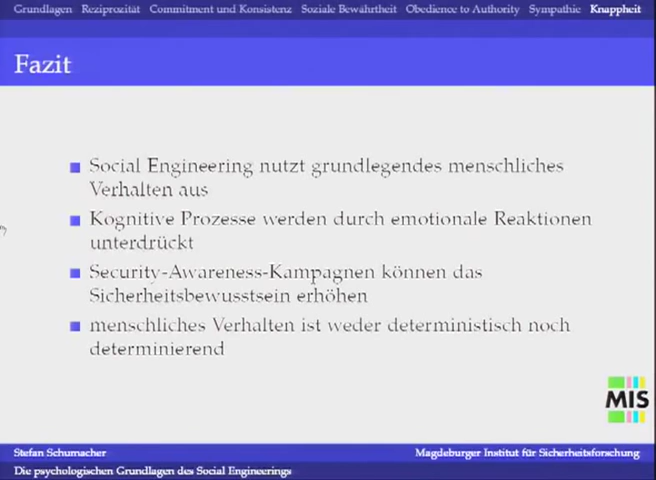 Grundlagen Reziprozität Commitment und Konsistenz Soziale Bewährtheit Obedience to Authority Sympathie Knappheit
Fazit
Social Engineering nutzt grundlegendes menschliches
Verhalten aus
Kognitive Prozesse werden durch emotionale Reaktionen
unterdrückt
Security-Awareness-Kampagnen können das
Sicherheitsbewusstsein erhöhen
menschliches Verhalten ist weder deterministisch noch
determinierend
MIS
Stefan Schumacher Magdeburger Institut für Sicherheitsforschung
Die psychologischen Grundlagen des Social Engineerings